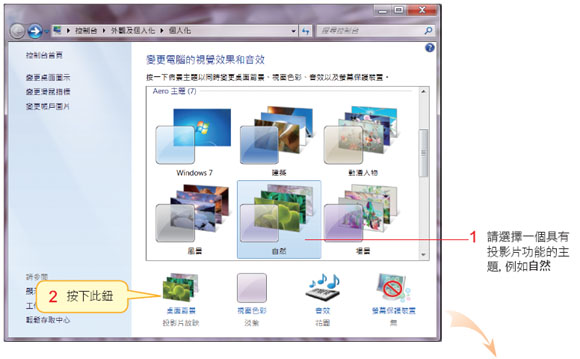 控制台 ▸ 外觀及個人化 ▸ 個人化
搜尋控制台
控制台首頁
變更桌面圖示
變更滑鼠指標
變更帳戶圖片
變更電腦的視覺效果和音效
按一下佈景主題以同時變更桌面背景、視窗色彩、音效以及螢幕保護裝置。
Aero 主題 (7)
Windows 7
建築
動漫人物
風景
自然
場景
1 請選擇一個具有
投影片功能的主
題, 例如自然
請參閱
2 按下此鈕
輕鬆存取中心
桌面背景
投影片放映
視窗色彩
淡紫
音效
花園
螢幕保護裝置
無